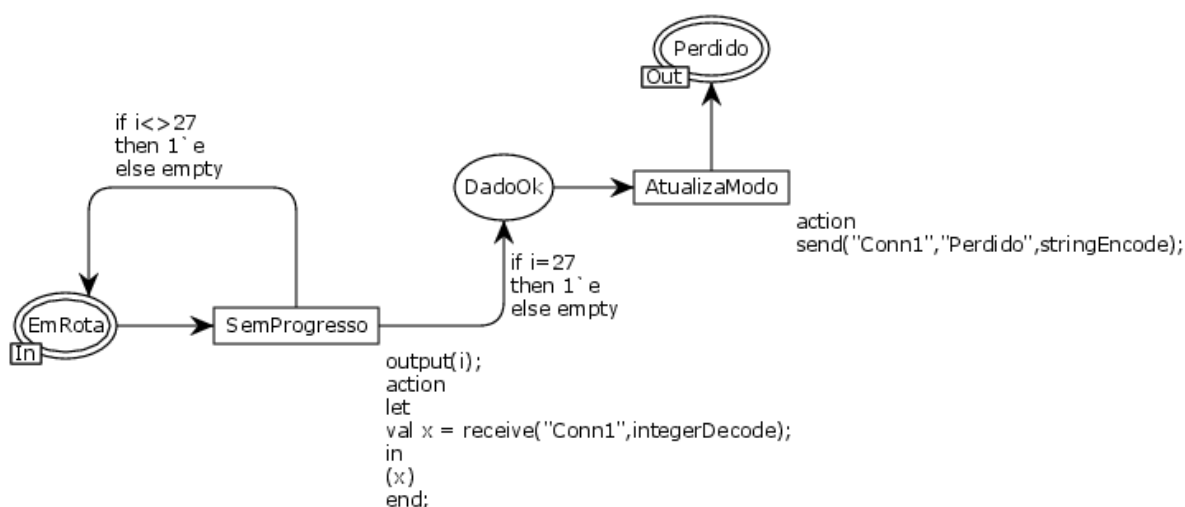 Perdido
Out
if i<>27
then 1`e
else empty
DadoOk
AtualizaModo
action
send("Conn1","Perdido",stringEncode);
if i=27
then 1`e
else empty
EmRota
In
SemProgresso
output(i);
action
let
val x = receive("Conn1",integerDecode);
in
(x)
end;